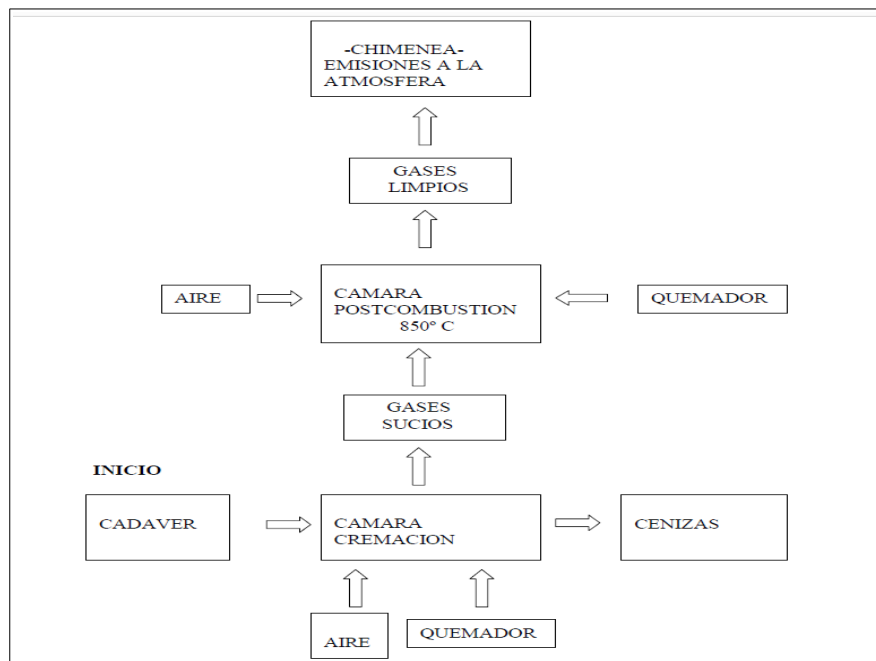 -CHIMENEA-
EMISIONES A LA
ATMOSFERA
GASES
LIMPIOS
AIRE
CAMARA
POSTCOMBUSTION
850º C
QUEMADOR
GASES
SUCIOS
INICIO
CADAVER
CAMARA
CREMACION
CENIZAS
AIRE
QUEMADOR